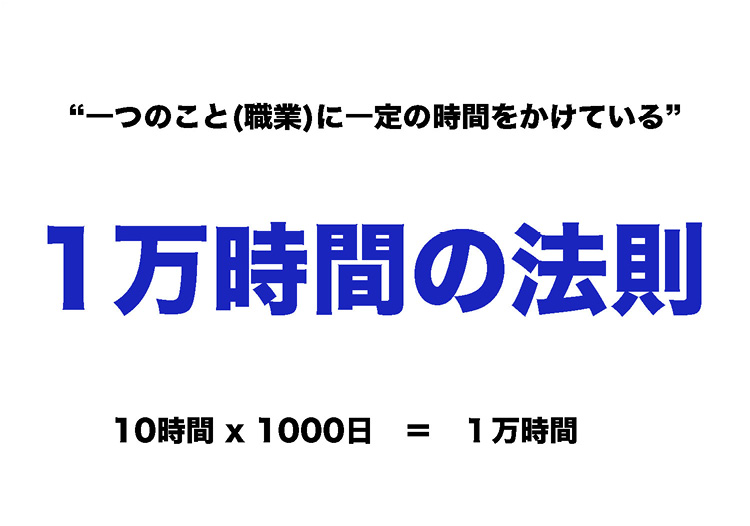 “一つのこと(職業)に一定の時間をかけている”
1万時間の法則
10時間 x 1000日　＝　１万時間